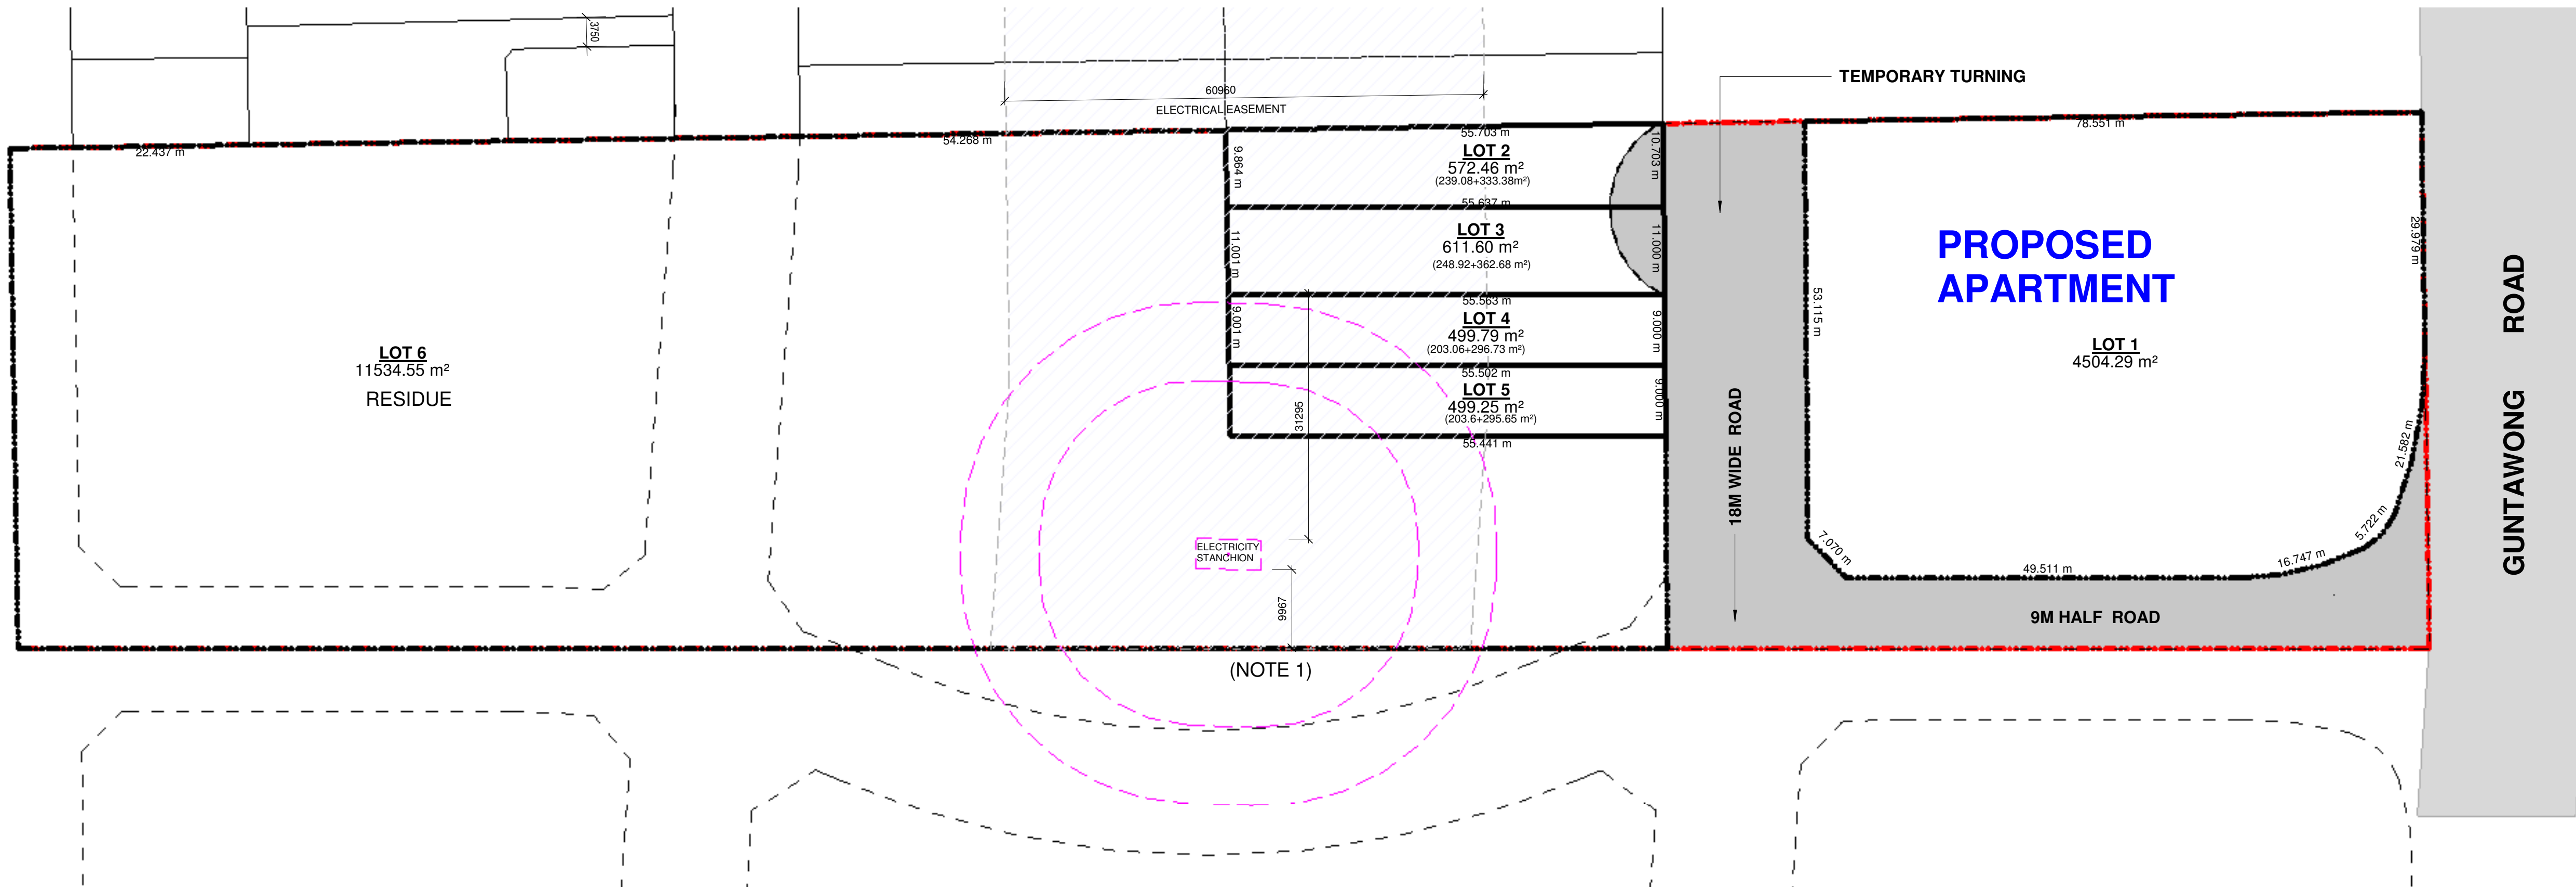 3750
TEMPORARY TURNING
60960
ELECTRICAL EASEMENT
22.437 m
54.268 m
55.703 m
78.551 m
LOT 2
572.46 m²
(239.08+333.38m²)
9.864 m
10.703 m
55.637 m
LOT 3
611.60 m²
(248.92+362.68 m²)
11.001 m
11.000 m
55.563 m
LOT 4
499.79 m²
(203.06+296.73 m²)
9.001 m
9.000 m
55.502 m
LOT 5
499.25 m²
(203.6+295.65 m²)
9.000 m
55.441 m
31295
PROPOSED
APARTMENT
LOT 1
4504.29 m²
53.115 m
29.979 m
21.582 m
5.722 m
16.747 m
49.511 m
7.070 m
LOT 6
11534.55 m²
RESIDUE
ELECTRICITY
STANCHION
9967
18M WIDE ROAD
9M HALF ROAD
GUNTAWONG ROAD
(NOTE 1)